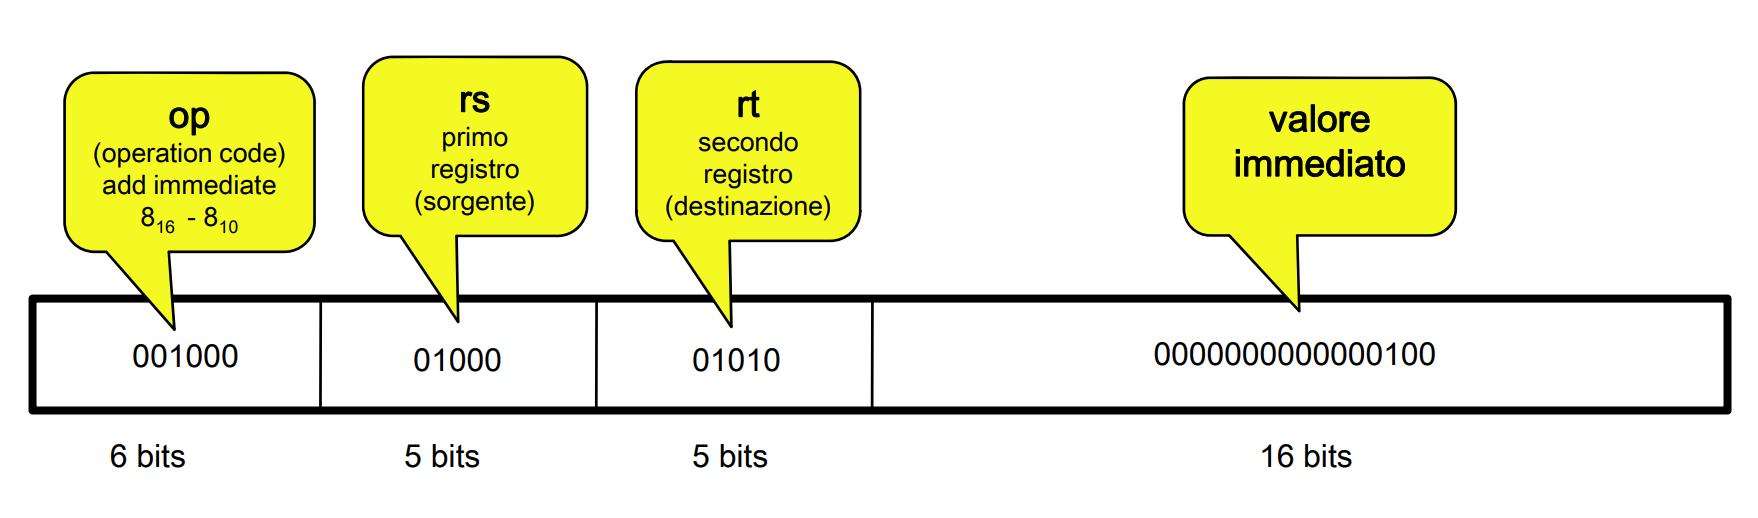 op
(operation code)
add immediate
8₁₆ - 8₁₀
rs
primo
registro
(sorgente)
rt
secondo
registro
(destinazione)
valore
immediato
001000
01000
01010
0000000000000100
6 bits
5 bits
5 bits
16 bits